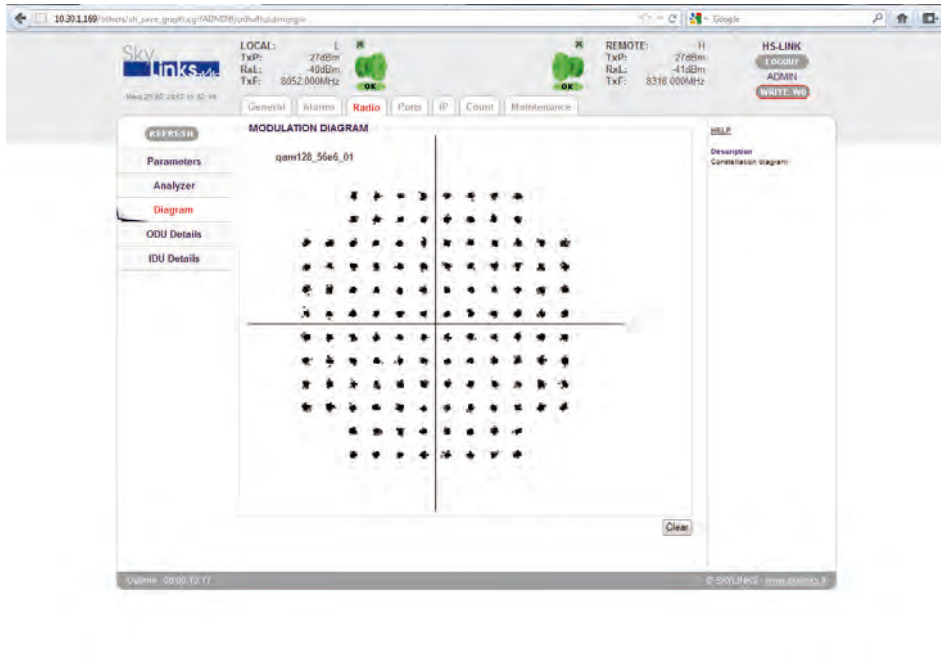 10.30.1.169
Google
Sky
Links
LOCAL: L
TxP: 27dBm
RxL: -40dBm
TxF: 8052.000MHz
OK
OK
REMOTE: H
TxP: 27dBm
RxL: -41dBm
TxF: 8318.000MHz
HS-LINK
LOGOUT
ADMIN
WRITE WO
General
Alarms
Radio
Ports
IP
Count
Maintenance
REFRESH
Parameters
Analyzer
Diagram
ODU Details
IDU Details
MODULATION DIAGRAM
qam128_56e6_01
HELP
Description
Constellation diagram
Clear
© SKYLINKS -